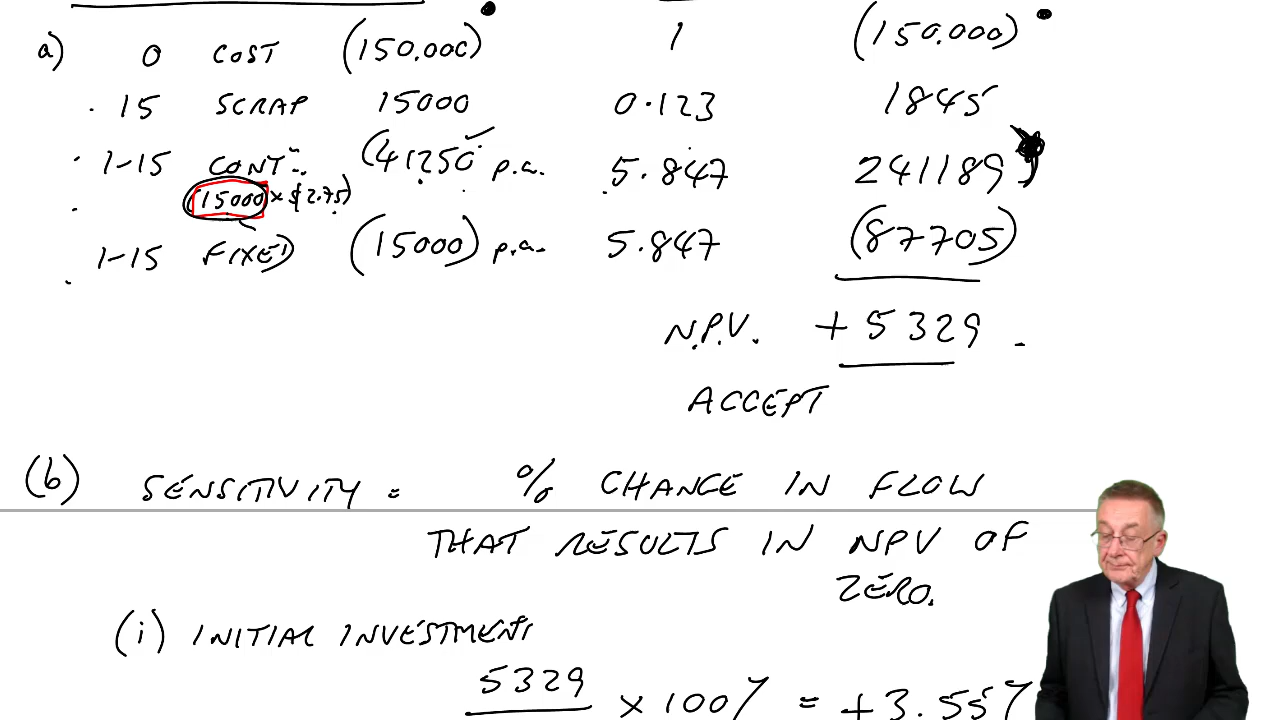 a) 0 COST (150,000) 1 (150,000)
15 SCRAP 15000 0.123 1845
1-15 CONTN (41250 p.a. 5.847 241189
(15000 × $2.75)
1-15 FIXED (15000) p.a. 5.847 (87705)
N.P.V. + 5329
ACCEPT
(b) SENSITIVITY = % CHANGE IN FLOW
THAT RESULTS IN NPV OF
ZERO.
(i) INITIAL INVESTMENT
5329 × 100% = +3.55%